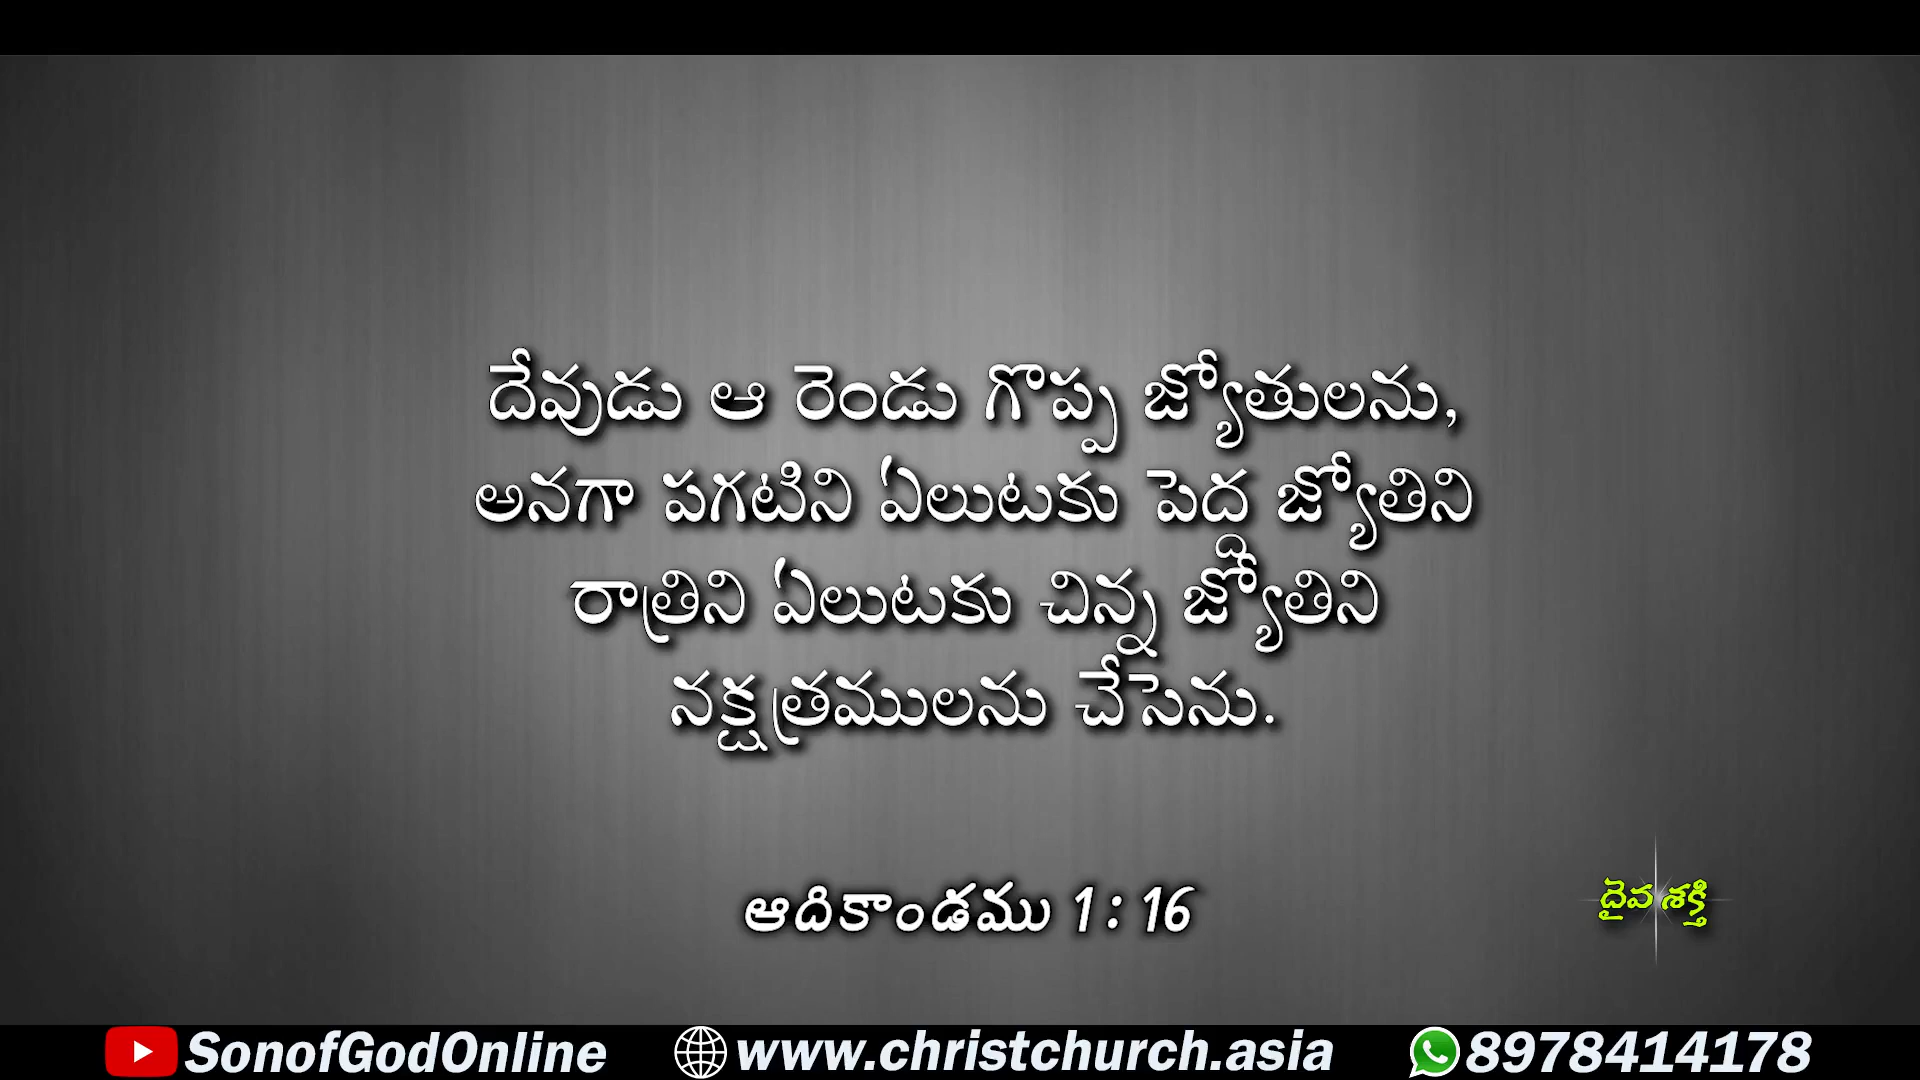 దేవుడు ఆ రెండు గొప్ప జ్యోతులను,
అనగా పగటిని ఏలుటకు పెద్ద జ్యోతిని
రాత్రిని ఏలుటకు చిన్న జ్యోతిని
నక్షత్రములను చేసెను.
ఆదికాండము 1 : 16
దైవ శక్తి
SonofGodOnline www.christchurch.asia 8978414178